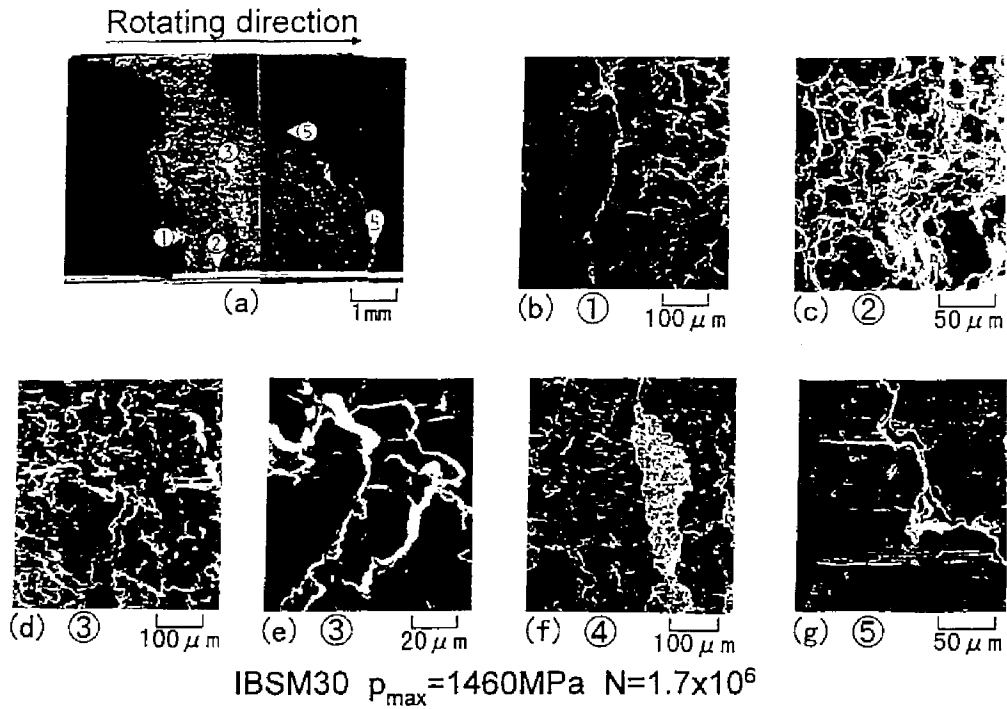 Rotating direction
⑤
③
①
②
(a)
1mm
(b) ①
100 μm
(c) ②
50 μm
(d) ③
100 μm
(e) ③
20 μm
(f) ④
100 μm
(g) ⑤
50 μm
IBSM30 pmax=1460MPa N=1.7x10⁶